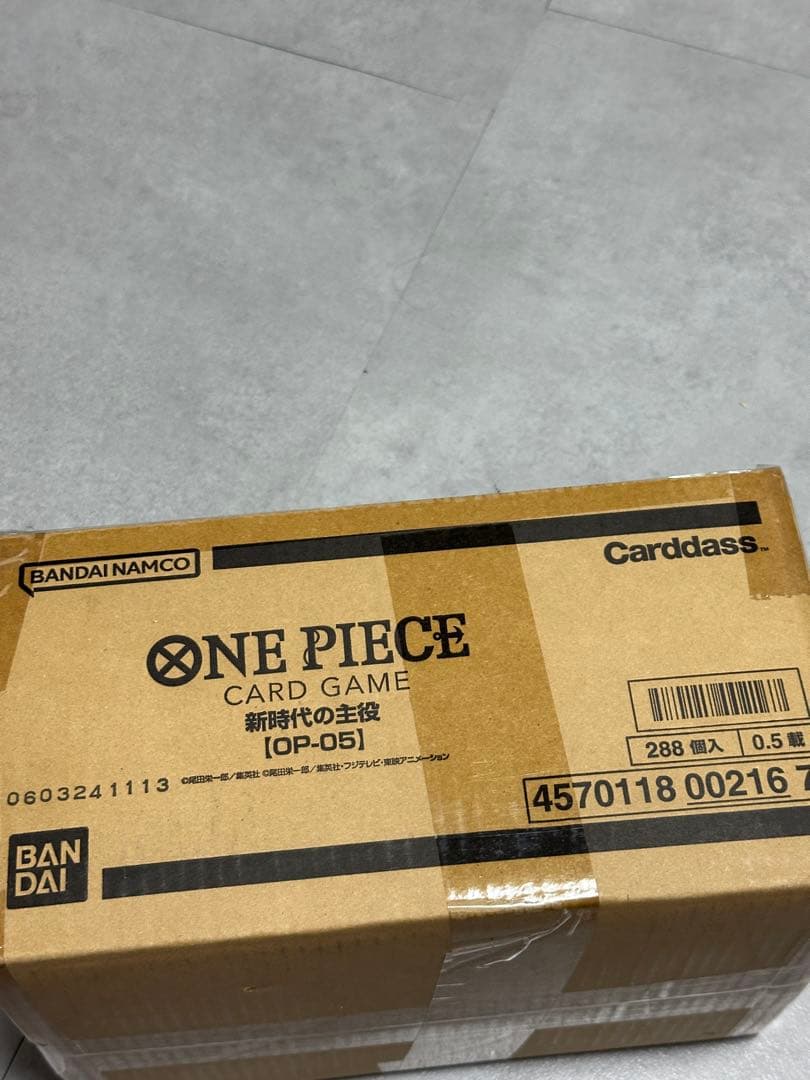 BANDAI NAMCO
Carddass™
ONE PIECE
CARD GAME
新時代の主役
【OP-05】
©尾田栄一郎/集英社 ©尾田栄一郎/集英社・フジテレビ・東映アニメーション
0603241113
288 個入
0.5 載
4570118 00216 7
BAN
DAI